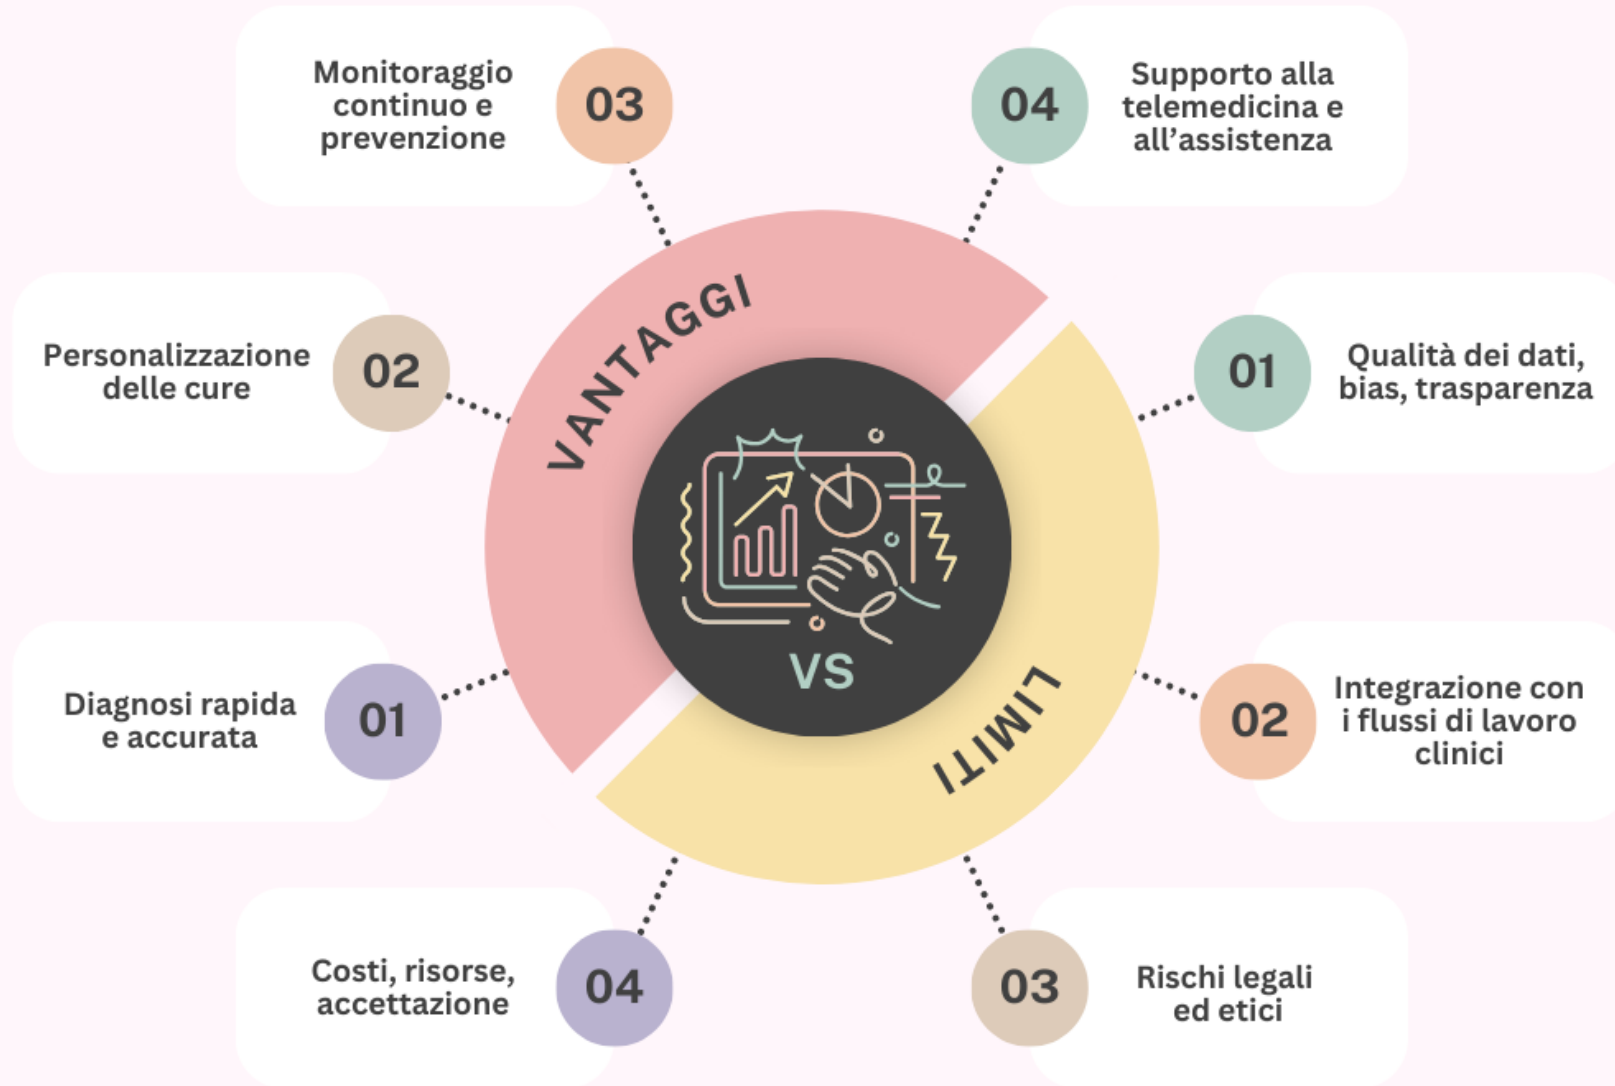 Monitoraggio
continuo e
prevenzione
03
04
Supporto alla
telemedicina e
all’assistenza
VANTAGGI
Personalizzazione
delle cure
02
01
Qualità dei dati,
bias, trasparenza
VS
Diagnosi rapida
e accurata
01
02
Integrazione con
i flussi di lavoro
clinici
LIMITI
Costi, risorse,
accettazione
04
03
Rischi legali
ed etici